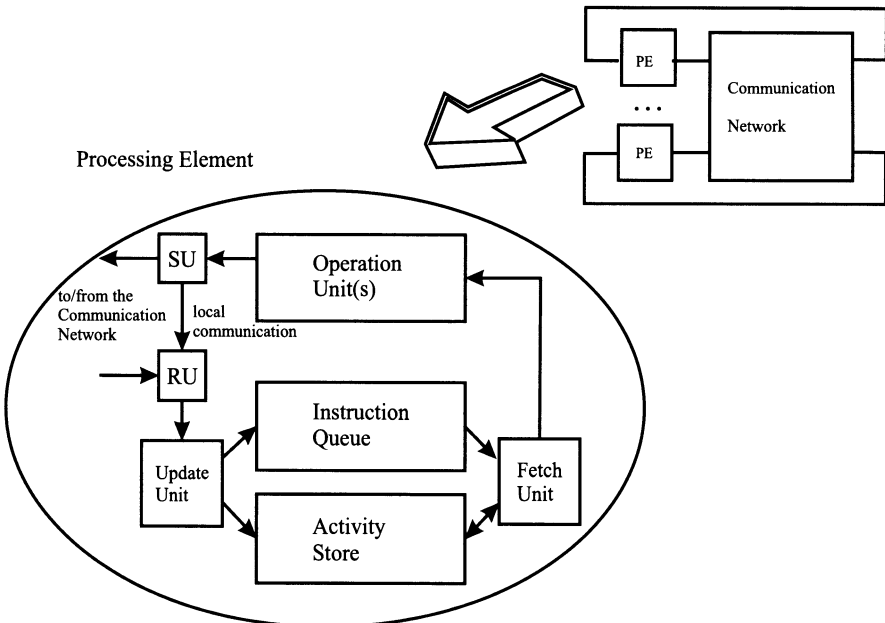 PE
Communication
Network
...
PE
Processing Element
SU
Operation
Unit(s)
to/from the
Communication
Network
local
communication
RU
Instruction
Queue
Update
Unit
Fetch
Unit
Activity
Store